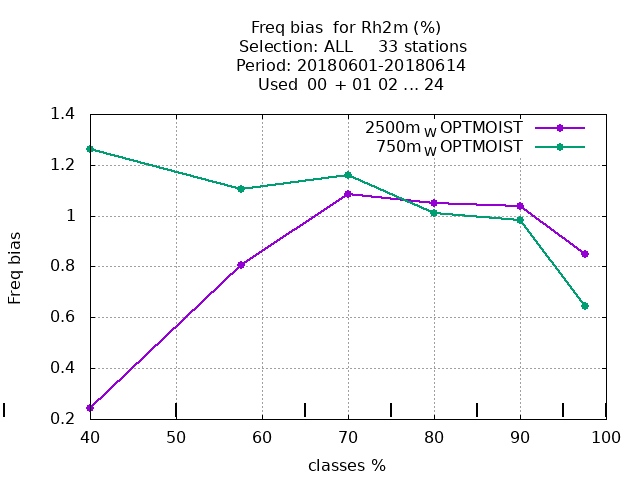 Freq bias  for Rh2m (%)
Selection: ALL     33 stations
Period: 20180601-20180614
Used  00  + 01 02 ... 24
2500m_W OPTMOIST
750m_W OPTMOIST
1.4
1.2
1
0.8
0.6
0.4
0.2
Freq bias
40 50 60 70 80 90 100
classes %